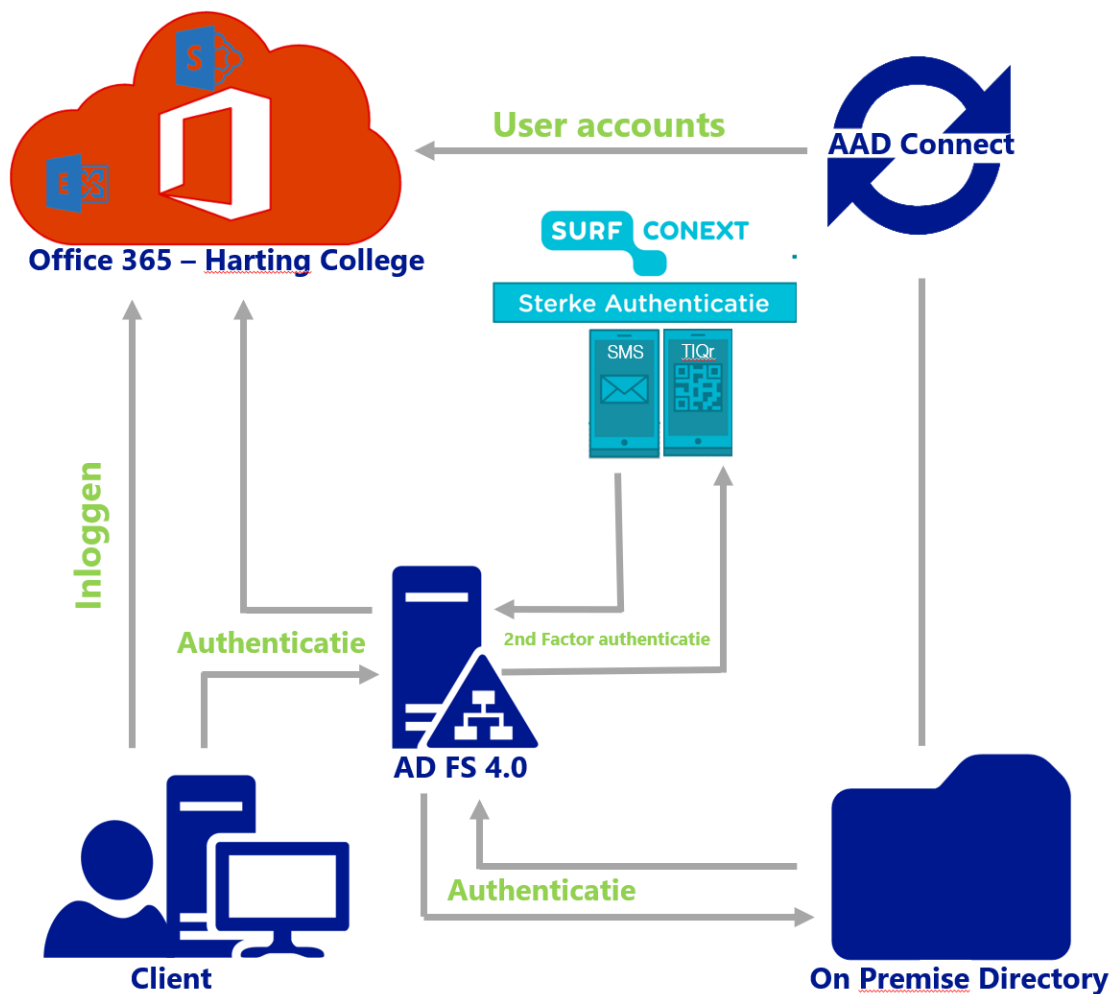 S
E
User accounts
AAD Connect
SURF CONEXT
Office 365 – Harting College
Sterke Authenticatie
SMS
TIQr
Inloggen
Authenticatie
2nd Factor authenticatie
AD FS 4.0
Authenticatie
Client
On Premise Directory